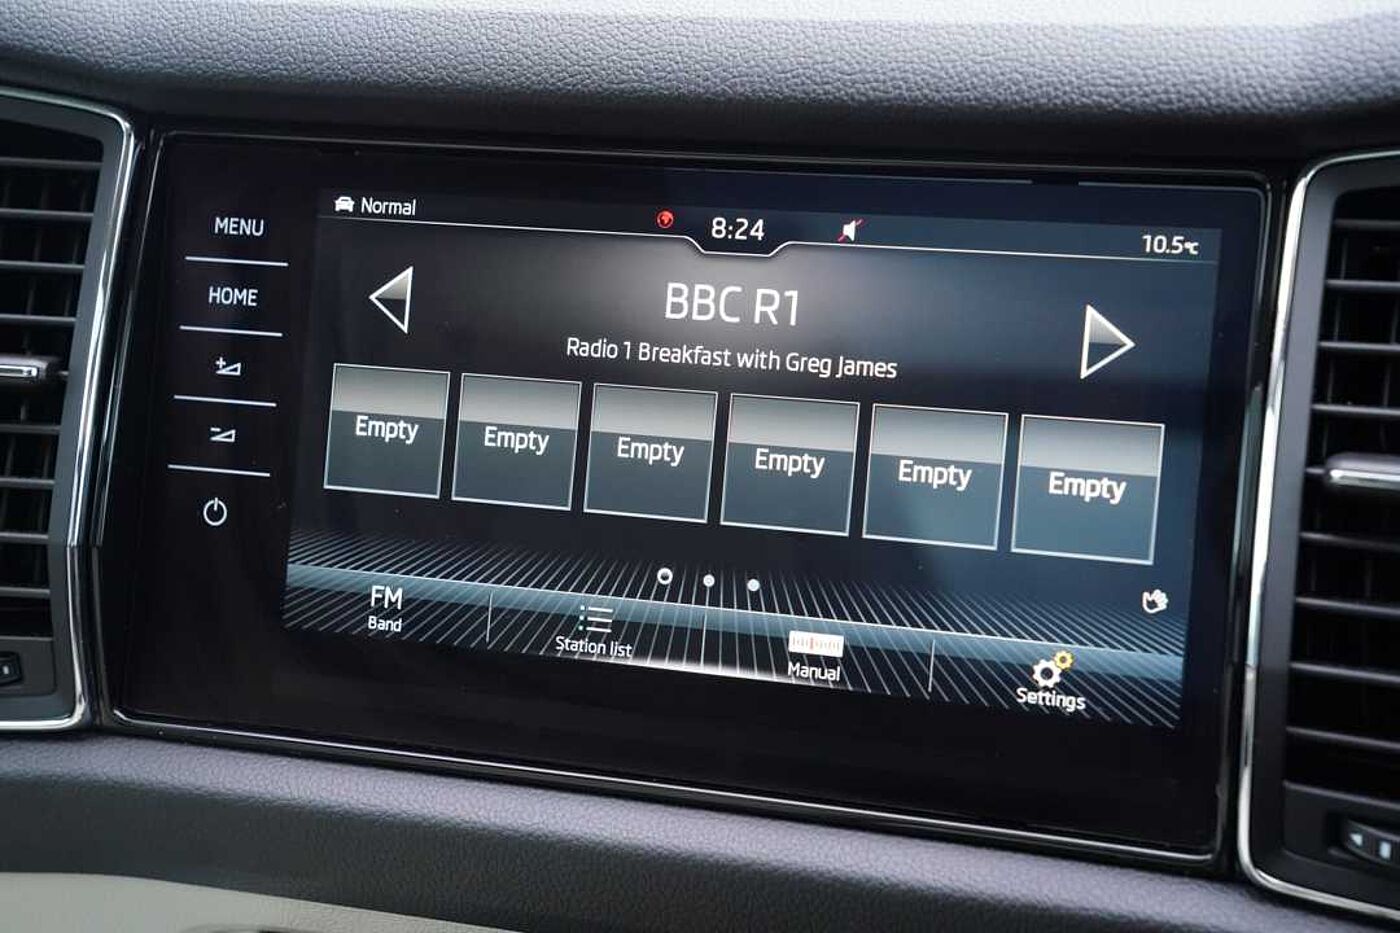 MENU
HOME
Normal
8:24
10.5°C
BBC R1
Radio 1 Breakfast with Greg James
Empty
Empty
Empty
Empty
Empty
Empty
FM
Band
Station list
Manual
Settings